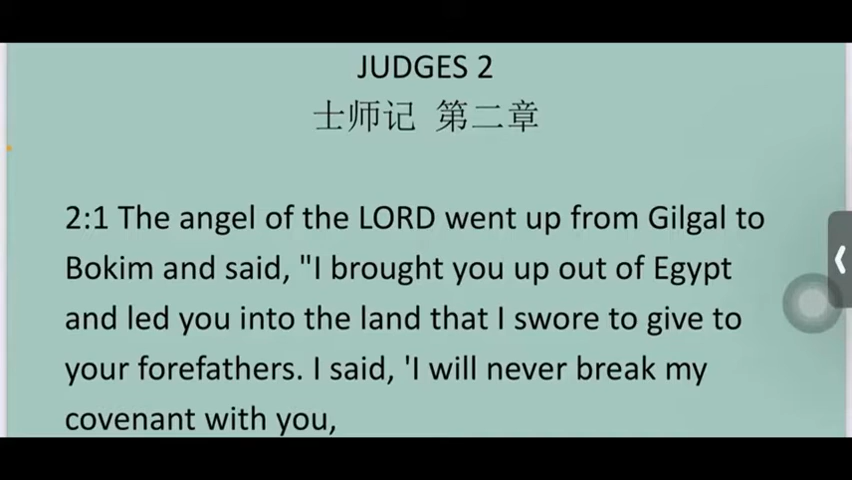 JUDGES 2
士师记 第二章
2:1 The angel of the LORD went up from Gilgal to
Bokim and said, "I brought you up out of Egypt
and led you into the land that I swore to give to
your forefathers. I said, 'I will never break my
covenant with you,